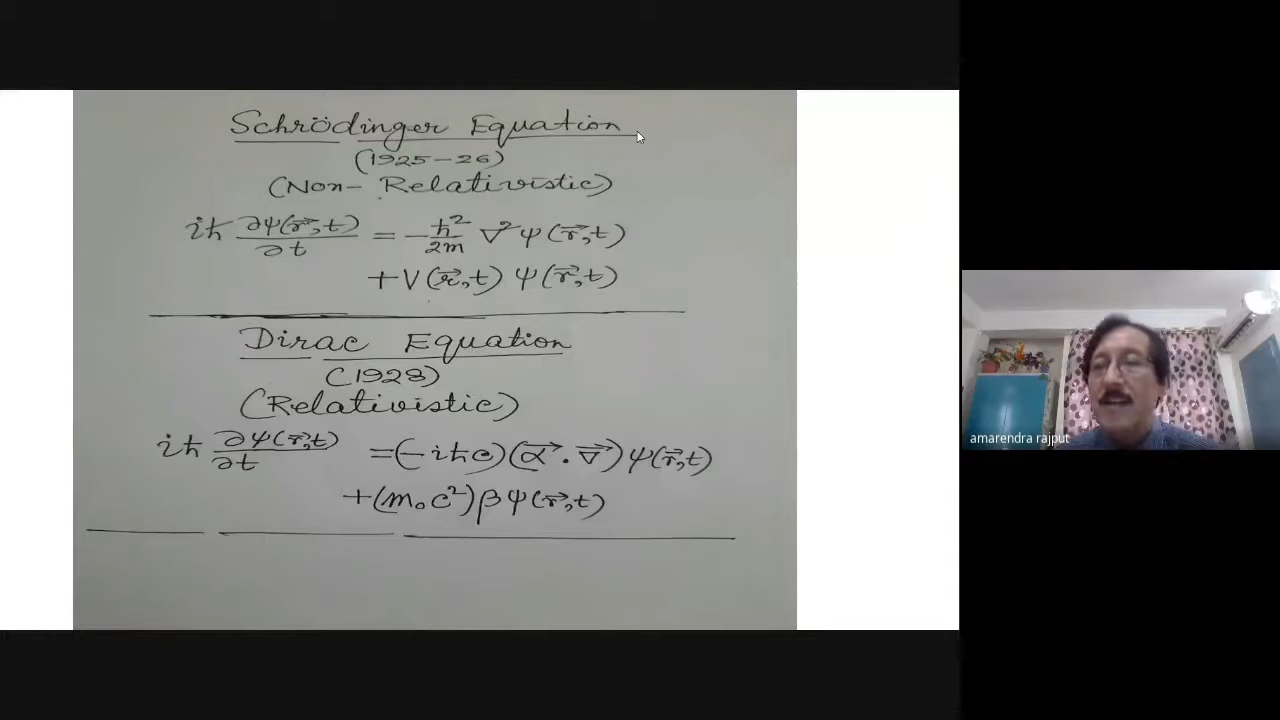 Schrödinger Equation
(1925-26)
(Non-Relativistic)
iħ ∂ψ(r⃗,t)/∂t = -ħ²/2m ∇²ψ(r⃗,t)
+V(r⃗,t) ψ(r⃗,t)
Dirac Equation
(1928)
(Relativistic)
iħ ∂ψ(r⃗,t)/∂t =(-iħc)(α⃗.∇⃗)ψ(r⃗,t)
+(m₀c²)βψ(r⃗,t)
amarendra rajput